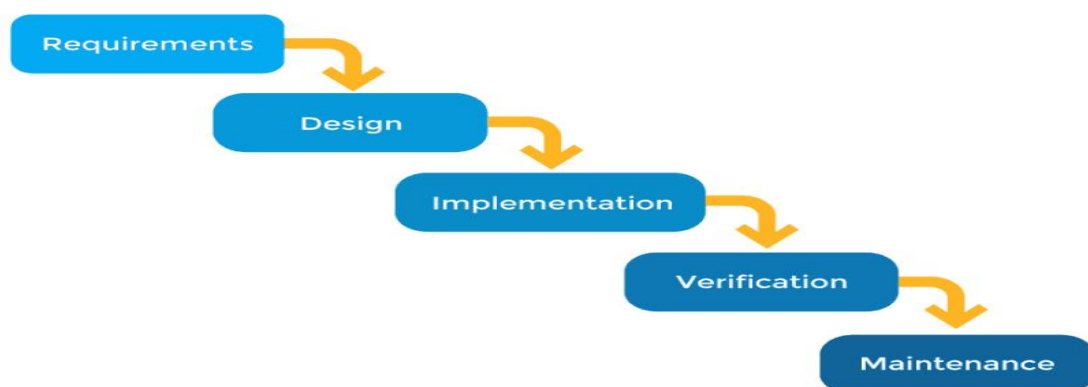 Requirements
Design
Implementation
Verification
Maintenance